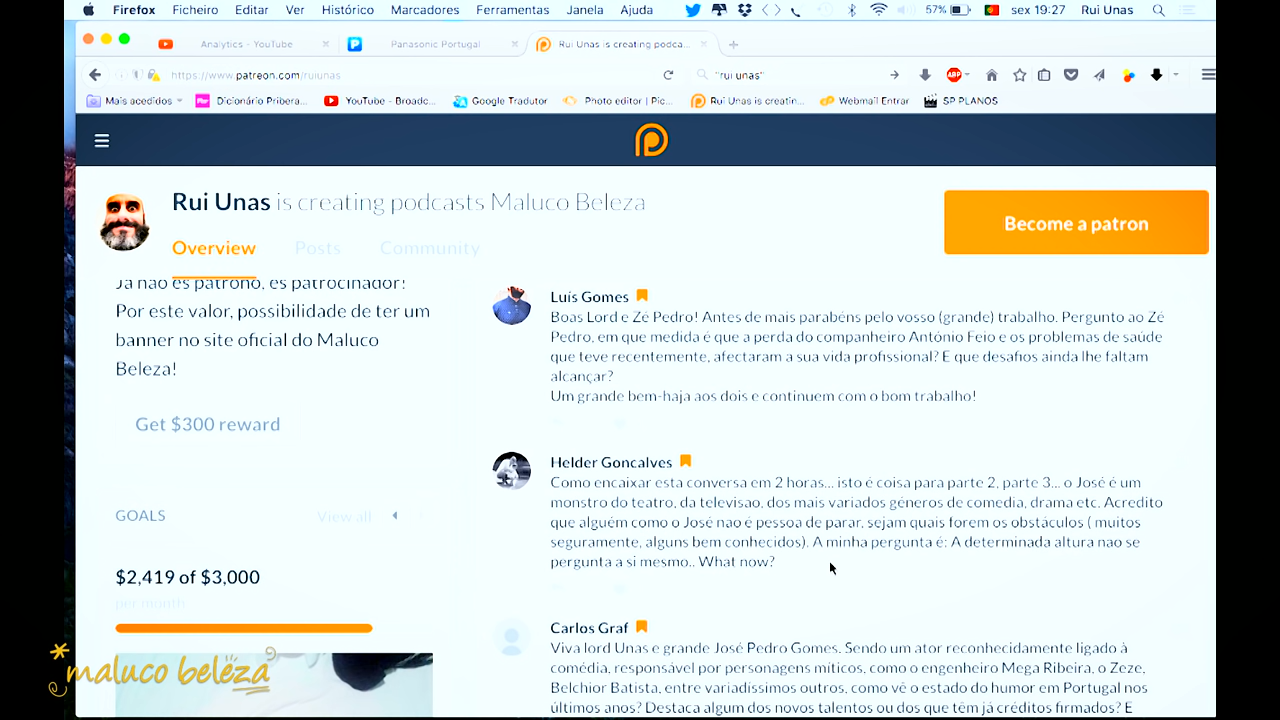 Firefox Ficheiro Editar Ver Histórico Marcadores Ferramentas Janela Ajuda 57% sex 19:27 Rui Unas
Analytics - YouTube Panasonic Portugal Rui Unas is creating podca...
https://www.patreon.com/ruiunas "rui unas" ABP
Mais acedidos Dicionário Pribera... YouTube - Broadc... Google Tradutor Photo editor | Pic... Rui Unas is creatin... Webmail Entrar SP PLANOS
Rui Unas is creating podcasts Maluco Beleza
Become a patron
Overview Posts Community
Já não és patrono, és patrocinador!
Por este valor, possibilidade de ter um
banner no site oficial do Maluco
Beleza!
Get $300 reward
GOALS View all
$2,419 of $3,000
per month
Luís Gomes
Boas Lord e Zé Pedro! Antes de mais parabéns pelo vosso (grande) trabalho. Pergunto ao Zé
Pedro, em que medida é que a perda do companheiro António Feio e os problemas de saúde
que teve recentemente, afectaram a sua vida profissional? E que desafios ainda lhe faltam
alcançar?
Um grande bem-haja aos dois e continuem com o bom trabalho!
Helder Goncalves
Como encaixar esta conversa em 2 horas... isto é coisa para parte 2, parte 3... o José é um
monstro do teatro, da televisao, dos mais variados géneros de comedia, drama etc. Acredito
que alguém como o José nao é pessoa de parar, sejam quais forem os obstáculos ( muitos
seguramente, alguns bem conhecidos). A minha pergunta é: A determinada altura nao se
pergunta a si mesmo.. What now?
Carlos Graf
Viva lord Unas e grande José Pedro Gomes. Sendo um ator reconhecidamente ligado à
comédia, responsável por personagens míticos, como o engenheiro Mega Ribeira, o Zeze,
Belchior Batista, entre variadíssimos outros, como vê o estado do humor em Portugal nos
últimos anos? Destaca algum dos novos talentos ou dos que têm já créditos firmados? E
maluco beleza